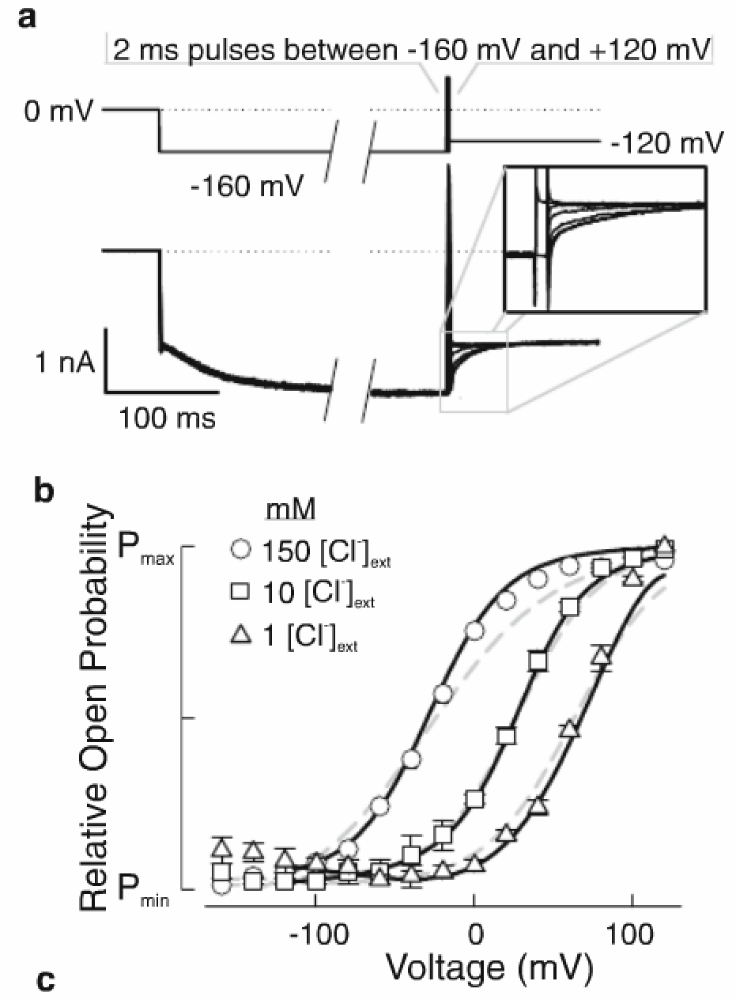 a
2 ms pulses between -160 mV and +120 mV
0 mV
-120 mV
-160 mV
1 nA
100 ms
b
mM
150 [Cl⁻]ext
10 [Cl⁻]ext
1 [Cl⁻]ext
Relative Open Probability
Pmax
Pmin
-100 0 100
Voltage (mV)
c